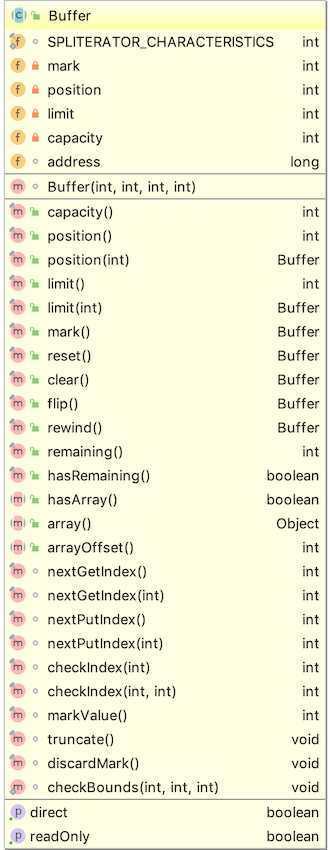 Buffer
SPLITERATOR_CHARACTERISTICS int
mark int
position int
limit int
capacity int
address long
Buffer(int, int, int, int)
capacity() int
position() int
position(int) Buffer
limit() int
limit(int) Buffer
mark() Buffer
reset() Buffer
clear() Buffer
flip() Buffer
rewind() Buffer
remaining() int
hasRemaining() boolean
hasArray() boolean
array() Object
arrayOffset() int
nextGetIndex() int
nextGetIndex(int) int
nextPutIndex() int
nextPutIndex(int) int
checkIndex(int) int
checkIndex(int, int) int
markValue() int
truncate() void
discardMark() void
checkBounds(int, int, int) void
direct boolean
readOnly boolean